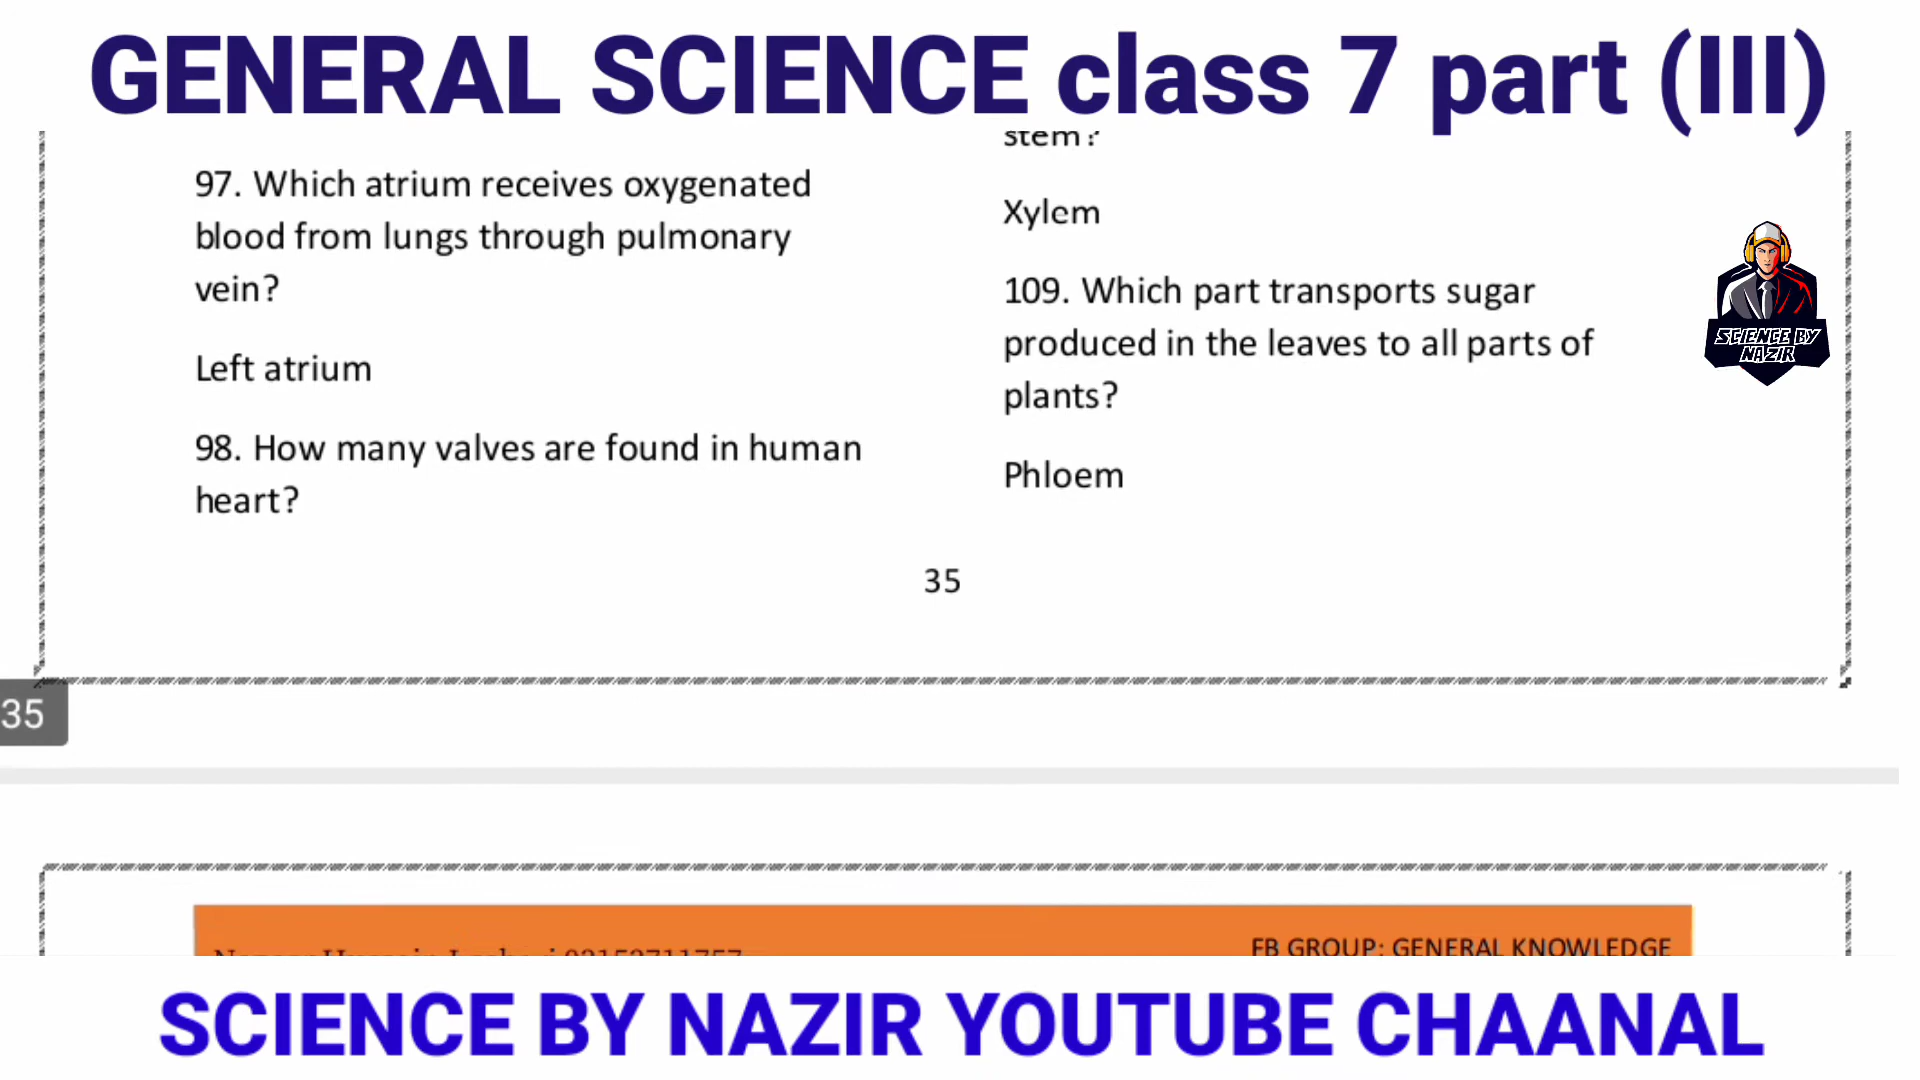 GENERAL SCIENCE class 7 part (III)
97. Which atrium receives oxygenated
blood from lungs through pulmonary
vein?
Left atrium
98. How many valves are found in human
heart?
stem?
Xylem
109. Which part transports sugar
produced in the leaves to all parts of
plants?
Phloem
SCIENCE BY
NAZIR
35
35
FB GROUP: GENERAL KNOWLEDGE
SCIENCE BY NAZIR YOUTUBE CHAANAL